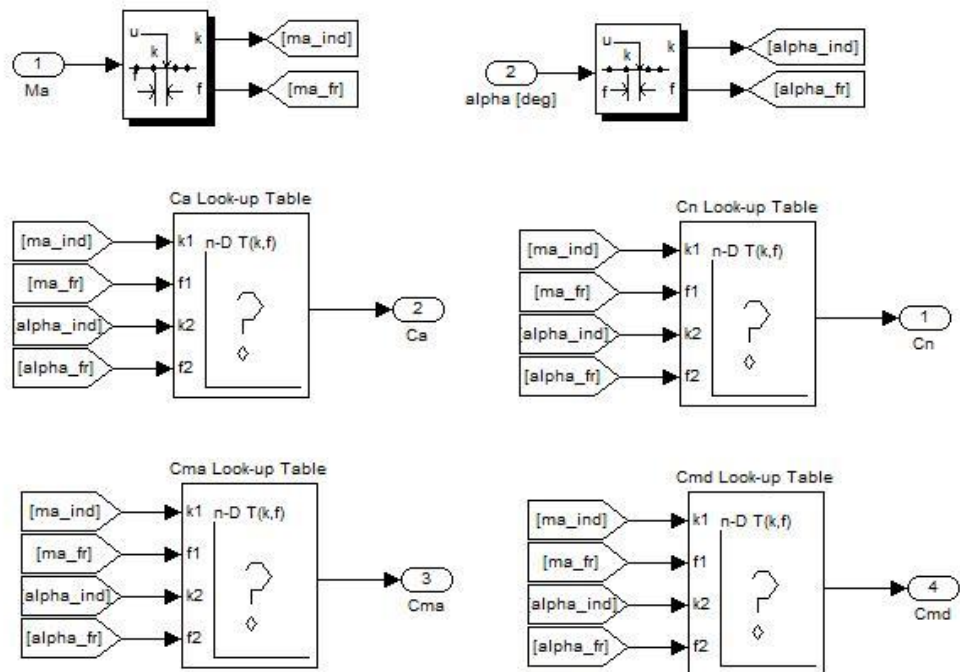 u
k
k
f
f
1
Ma
[ma_ind]
[ma_fr]
u
k
k
f
f
2
alpha [deg]
[alpha_ind]
[alpha_fr]
Ca Look-up Table
[ma_ind]
[ma_fr]
[alpha_ind]
[alpha_fr]
k1
f1
k2
f2
n-D T(k,f)
?
2
Ca
Cn Look-up Table
[ma_ind]
[ma_fr]
[alpha_ind]
[alpha_fr]
k1
f1
k2
f2
n-D T(k,f)
?
1
Cn
Cma Look-up Table
[ma_ind]
[ma_fr]
[alpha_ind]
[alpha_fr]
k1
f1
k2
f2
n-D T(k,f)
?
3
Cma
Cmd Look-up Table
[ma_ind]
[ma_fr]
[alpha_ind]
[alpha_fr]
k1
f1
k2
f2
n-D T(k,f)
?
4
Cmd